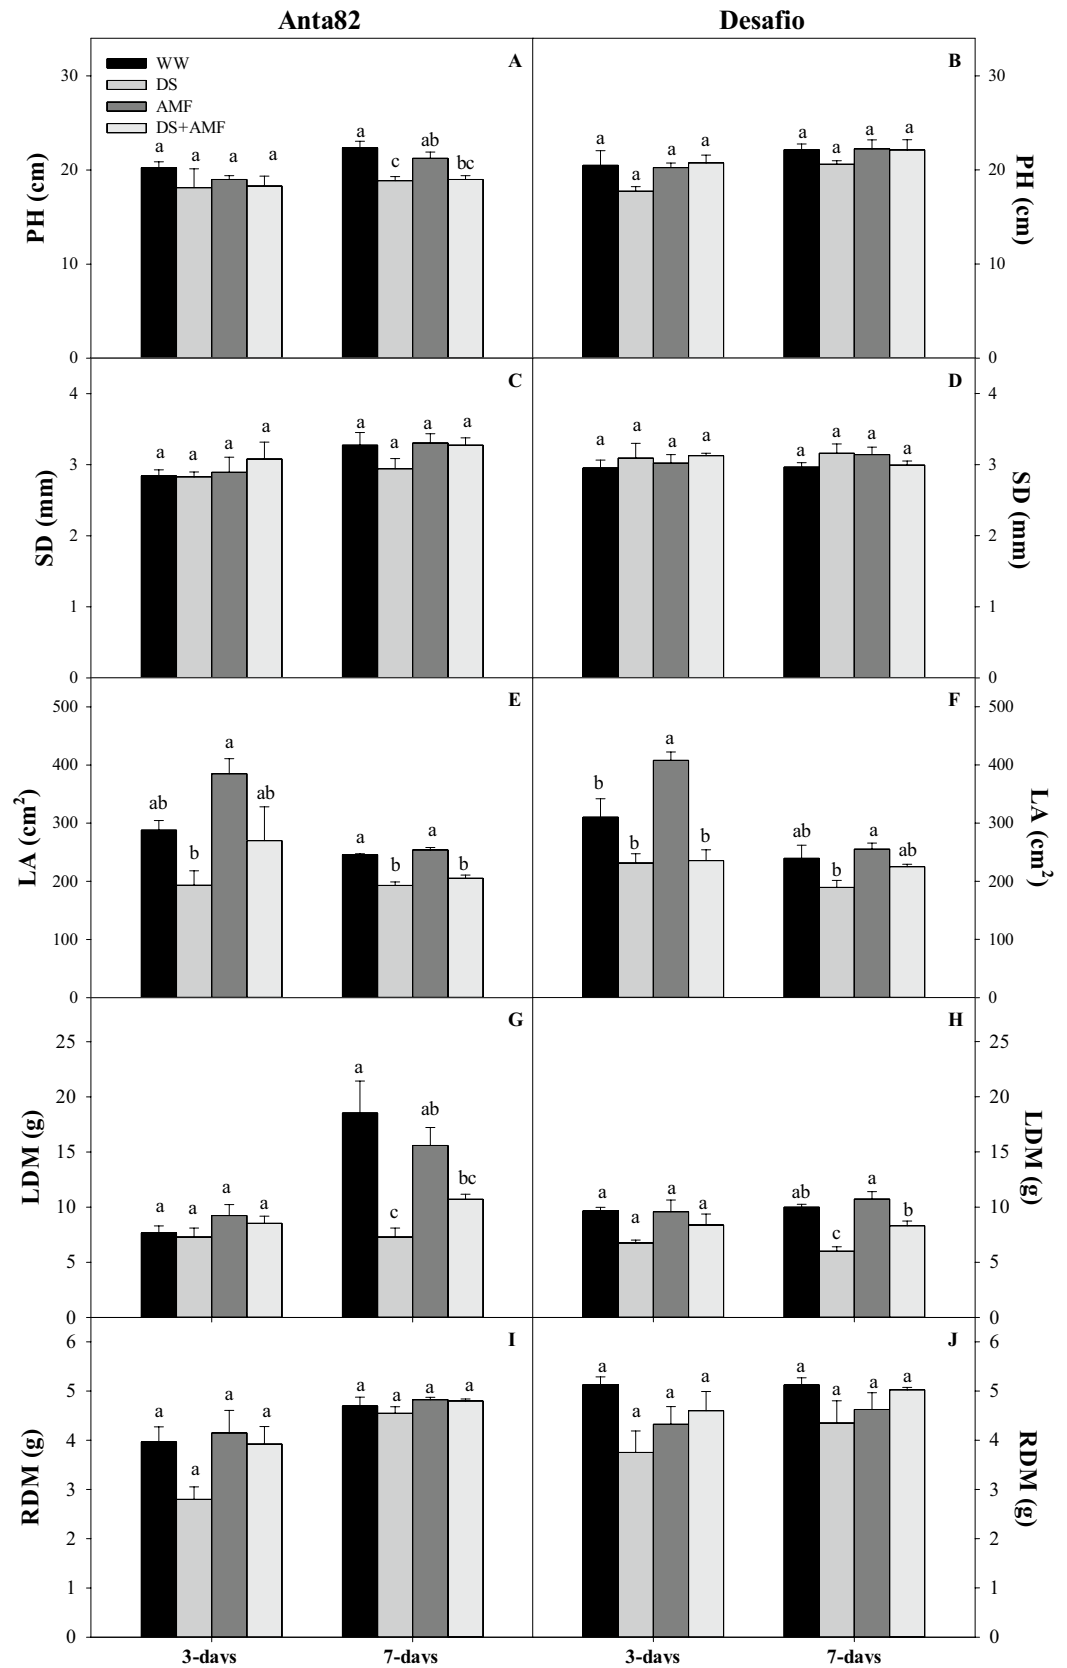 Anta82 Desafio
WW
DS
AMF
DS+AMF
A
30
20
10
0
PH (cm)
a a a a a c ab bc
B
30
20
10
0
PH (cm)
a a a a a a a a
C
4
3
2
1
0
SD (mm)
a a a a a a a a
D
4
3
2
1
0
SD (mm)
a a a a a a a a
E
500
400
300
200
100
0
LA (cm²)
ab b a ab a b a b
F
500
400
300
200
100
0
LA (cm²)
b b a b ab b a ab
G
25
20
15
10
5
0
LDM (g)
a a a a a c ab bc
H
25
20
15
10
5
0
LDM (g)
a a a a ab c a b
I
6
5
4
3
2
1
0
RDM (g)
a a a a a a a a
J
6
5
4
3
2
1
0
RDM (g)
a a a a a a a a
3-days 7-days 3-days 7-days